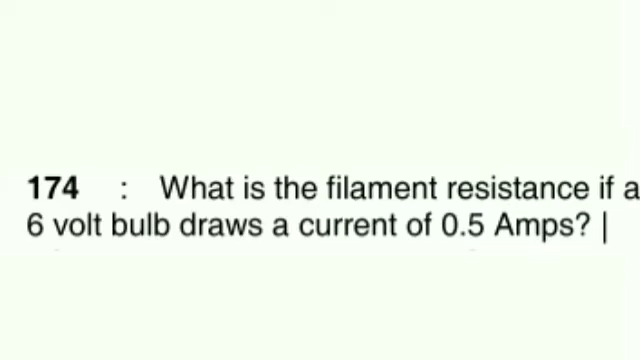 174 : What is the filament resistance if a
6 volt bulb draws a current of 0.5 Amps? |